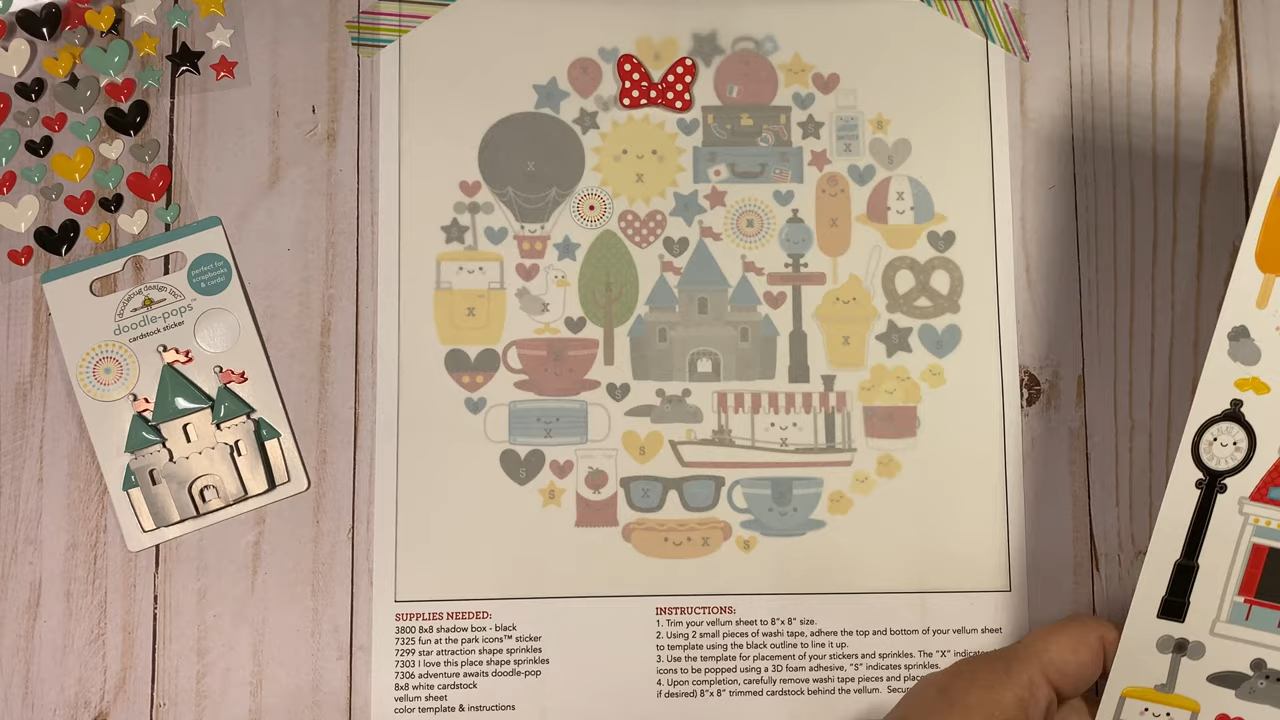 perfect for
scrapbooks
& cards!
doodlebug design inc
doodle-pops™
cardstock sticker
SUPPLIES NEEDED:
3800 8x8 shadow box - black
7325 fun at the park icons™ sticker
7299 star attraction shape sprinkles
7303 I love this place shape sprinkles
7306 adventure awaits doodle-pop
8x8 white cardstock
vellum sheet
color template & instructions
INSTRUCTIONS:
1. Trim your vellum sheet to 8"x 8" size.
2. Using 2 small pieces of washi tape, adhere the top and bottom of your vellum sheet
to template using the black outline to line it up.
3. Use the template for placement of your stickers and sprinkles. The "X"
icons to be popped using a 3D foam adhesive, "S" indicates sprinkles.
4. Upon completion, carefully remove washi tape pieces and
if desired) 8"x 8" trimmed cardstock behind the vellum.